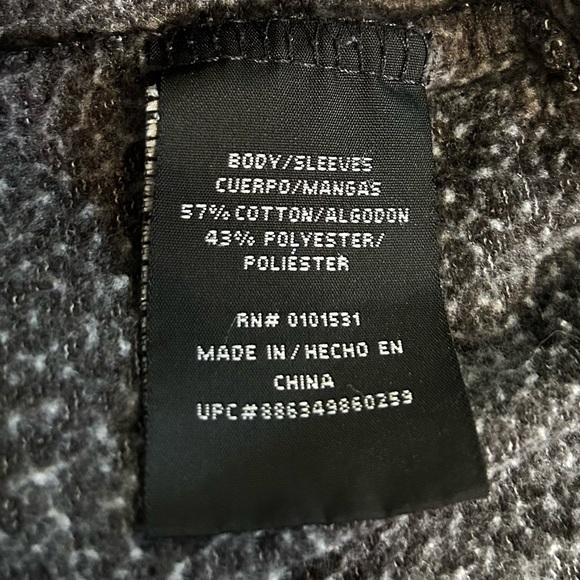 BODY/SLEEVES
CUERPO/MANGAS
57% COTTON/ALGODON
43% POLYESTER/
POLIÉSTER
RN# 0101531
MADE IN/HECHO EN
CHINA
UPC#886349860259